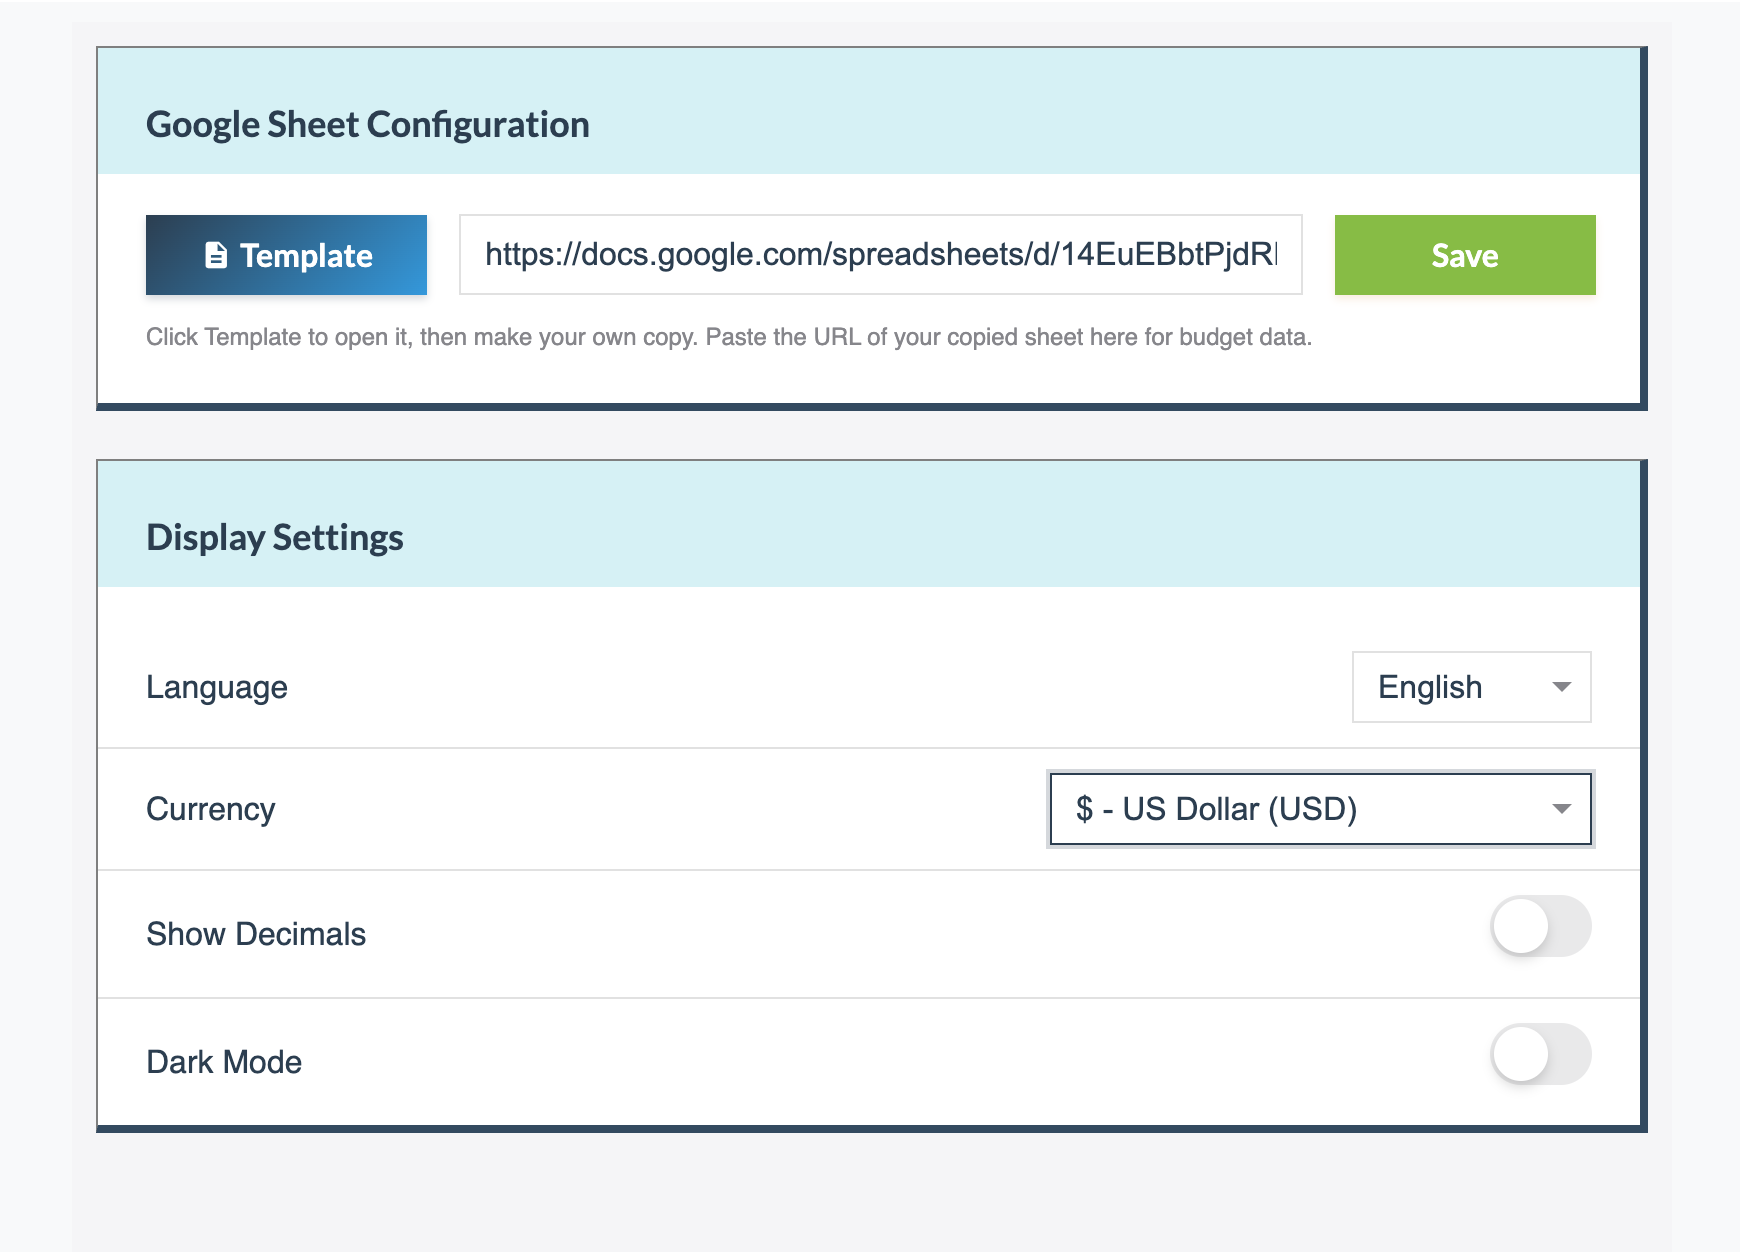 Google Sheet Configuration
Template
https://docs.google.com/spreadsheets/d/14EuEBbtPjdR
Save
Click Template to open it, then make your own copy. Paste the URL of your copied sheet here for budget data.
Display Settings
Language
English
Currency
$ - US Dollar (USD)
Show Decimals
Dark Mode